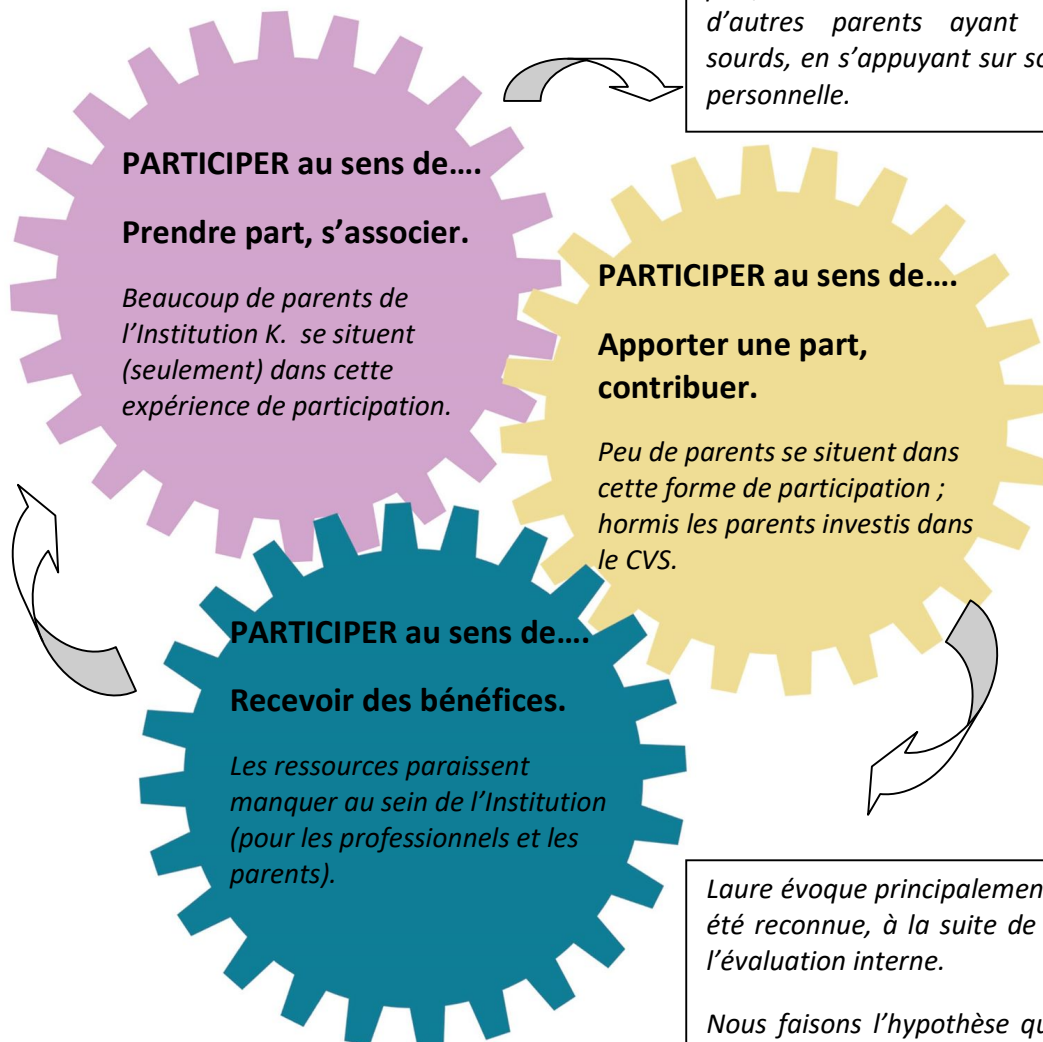 d'autres parents ayant
sourds, en s'appuyant sur
personnelle.
PARTICIPER au sens de….
Prendre part, s'associer.
Beaucoup de parents de
l'Institution K. se situent
(seulement) dans cette
expérience de participation.
PARTICIPER au sens de….
Apporter une part,
contribuer.
Peu de parents se situent dans
cette forme de participation ;
hormis les parents investis dans
le CVS.
PARTICIPER au sens de….
Recevoir des bénéfices.
Les ressources paraissent
manquer au sein de l'Institution
(pour les professionnels et les
parents).
Laure évoque
été reconnue, à la suite de
l'évaluation interne.
Nous faisons l'hypothèse